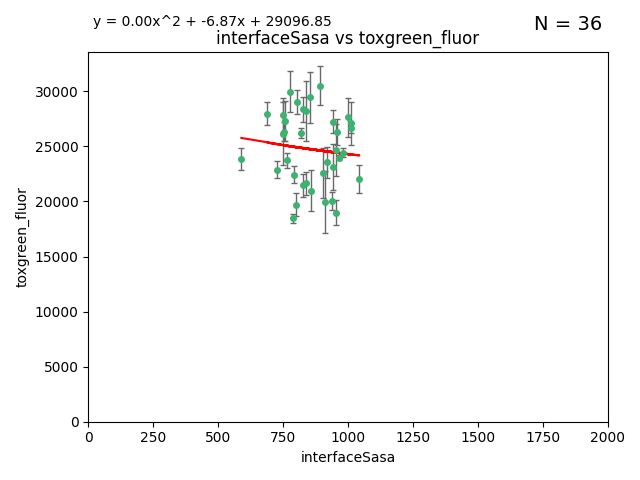 y = 0.00x^2 + -6.87x + 29096.85
N = 36
interfaceSasa vs toxgreen_fluor
30000
25000
20000
15000
10000
5000
0
toxgreen_fluor
0 250 500 750 1000 1250 1500 1750 2000
interfaceSasa